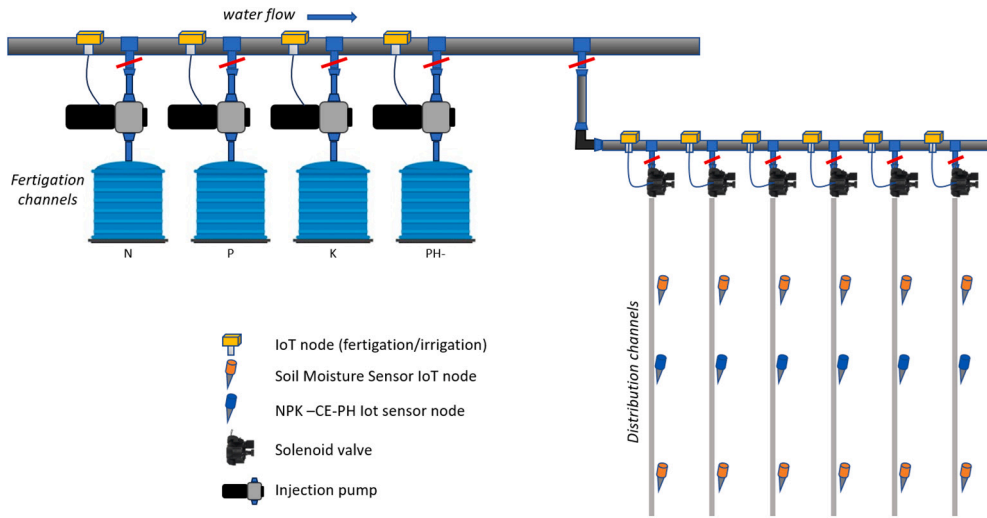 water flow
Fertigation
channels
N
P
K
PH-
Distribution channels
IoT node (fertigation/irrigation)
Soil Moisture Sensor IoT node
NPK –CE-PH Iot sensor node
Solenoid valve
Injection pump